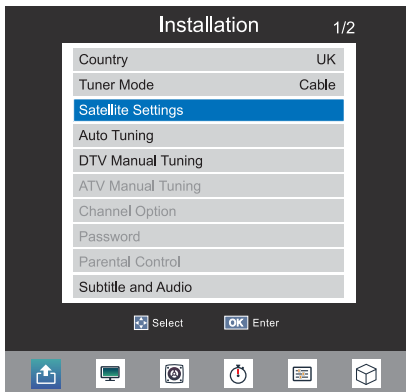 Installation 1/2
Country UK
Tuner Mode Cable
Satellite Settings
Auto Tuning
DTV Manual Tuning
ATV Manual Tuning
Channel Option
Password
Parental Control
Subtitle and Audio
Select OK Enter